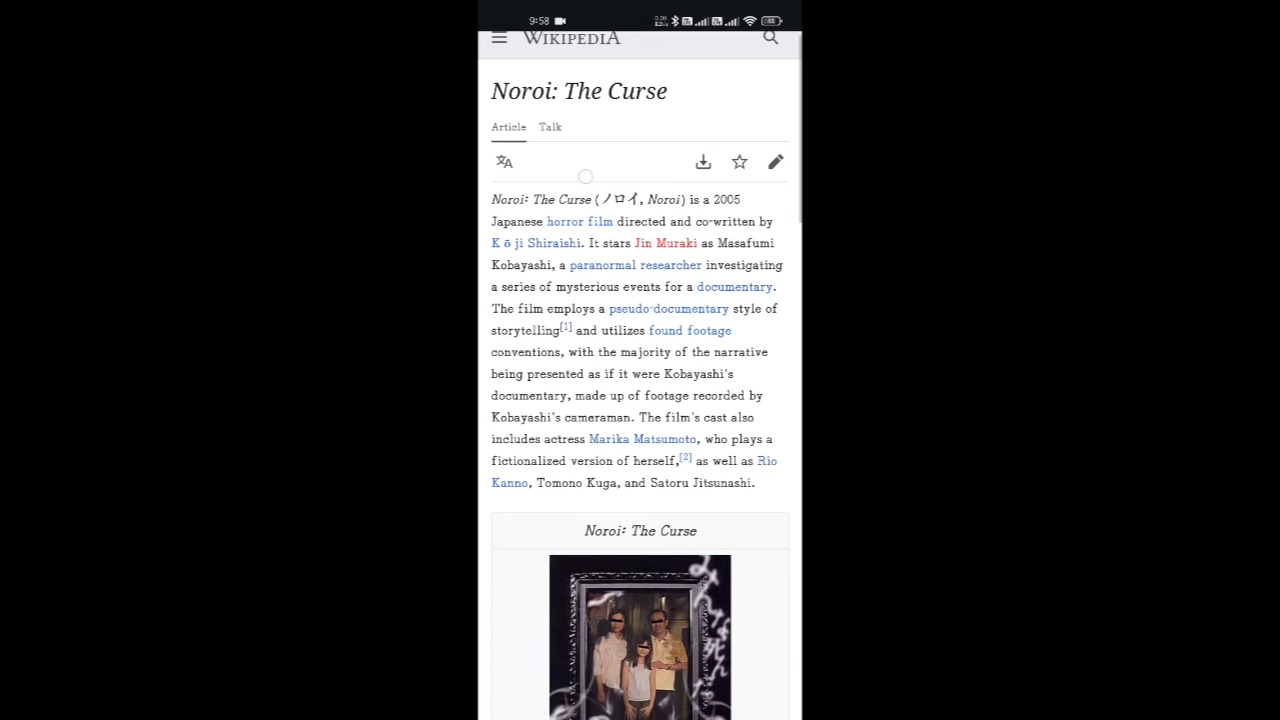 9:58
WIKIPEDIA
Noroi: The Curse
Article Talk
Noroi: The Curse (ノロイ, Noroi) is a 2005
Japanese horror film directed and co-written by
Kōji Shiraishi. It stars Jin Muraki as Masafumi
Kobayashi, a paranormal researcher investigating
a series of mysterious events for a documentary.
The film employs a pseudo-documentary style of
storytelling[1] and utilizes found footage
conventions, with the majority of the narrative
being presented as if it were Kobayashi's
documentary, made up of footage recorded by
Kobayashi's cameraman. The film's cast also
includes actress Marika Matsumoto, who plays a
fictionalized version of herself,[2] as well as Rio
Kanno, Tomono Kuga, and Satoru Jitsunashi.
Noroi: The Curse
みんな死ん